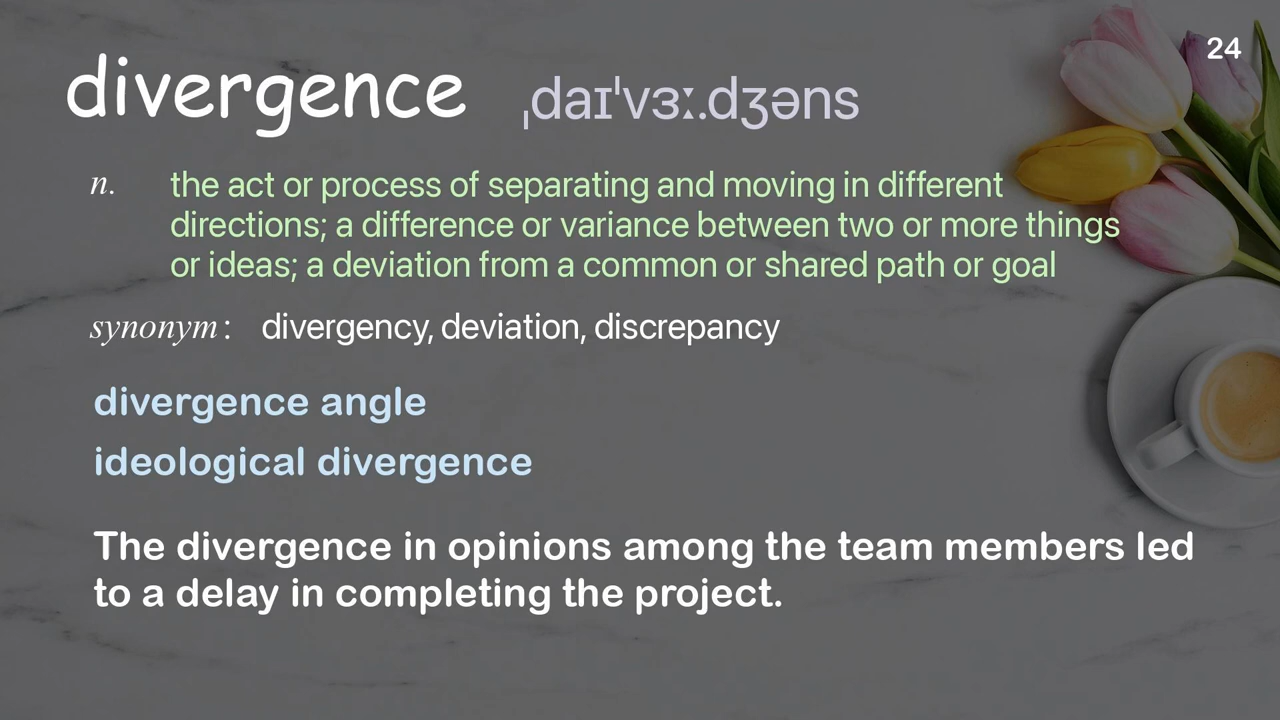 24
divergence ˌdaɪˈvɜː.dʒəns
n. the act or process of separating and moving in different
directions; a difference or variance between two or more things
or ideas; a deviation from a common or shared path or goal
synonym: divergency, deviation, discrepancy
divergence angle
ideological divergence
The divergence in opinions among the team members led
to a delay in completing the project.